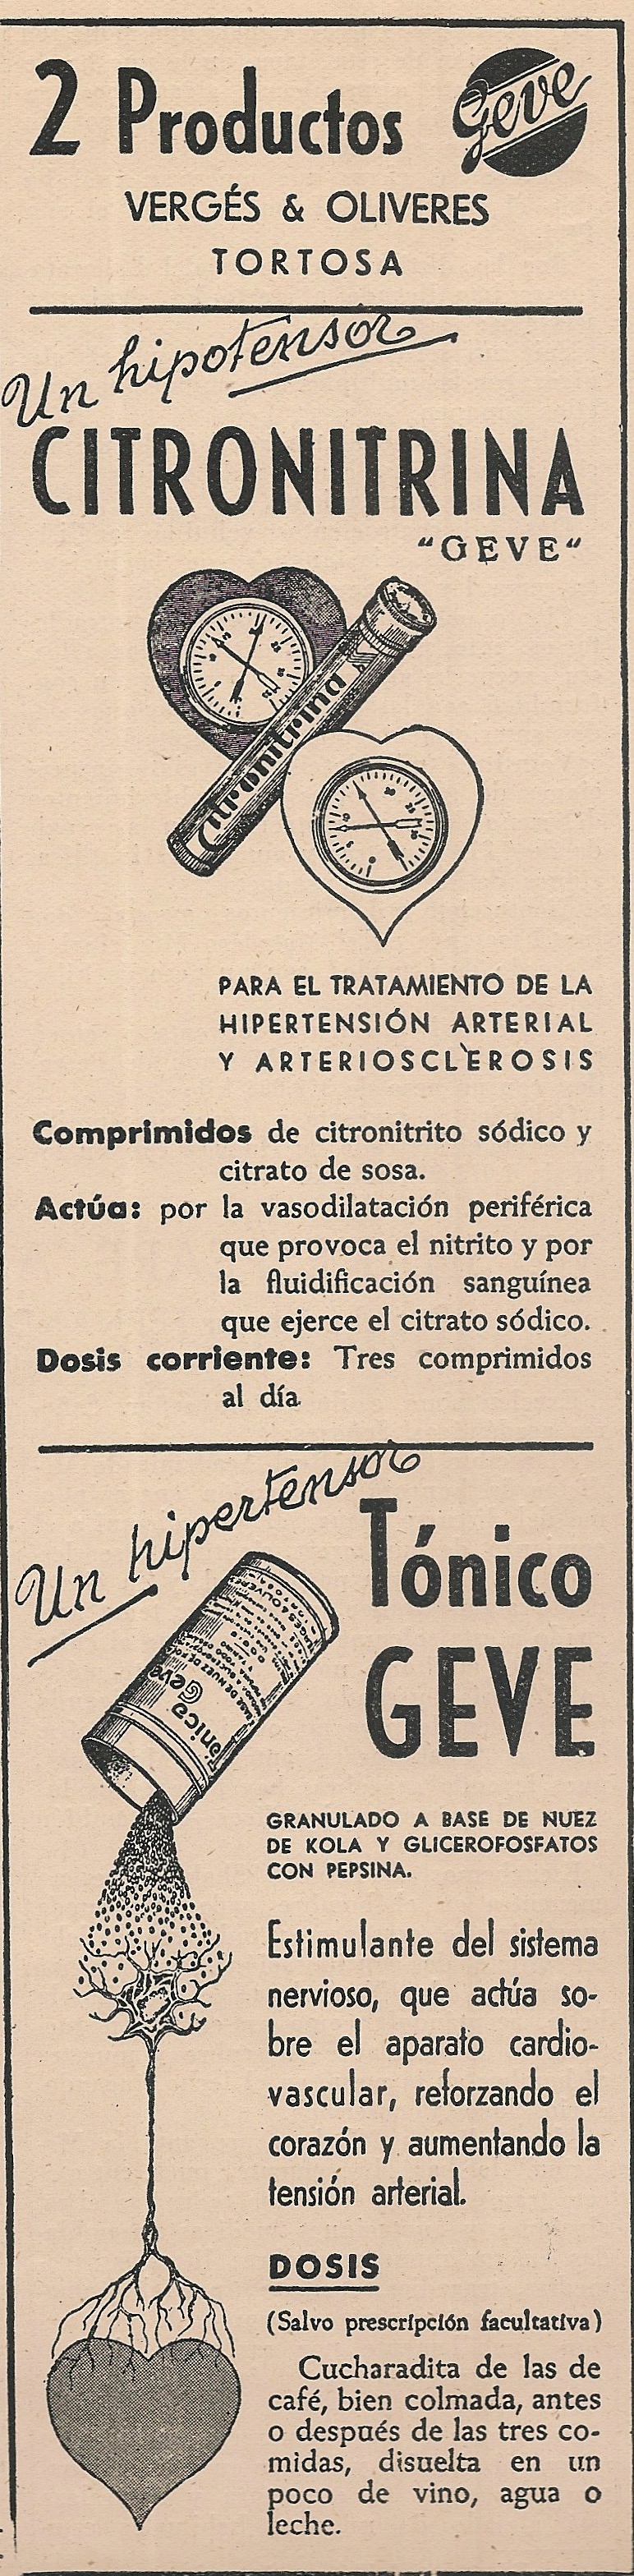 2 Productos
Geve
VERGÉS & OLIVERES
TORTOSA
Un hipotensor
CITRONITRINA
"GEVE"
Citronitrina
PARA EL TRATAMIENTO DE LA
HIPERTENSIÓN ARTERIAL
Y ARTERIOSCLEROSIS
Comprimidos de citronitrito sódico y
citrato de sosa.
Actúa: por la vasodilatación periférica
que provoca el nitrito y por
la fluidificación sanguínea
que ejerce el citrato sódico.
Dosis corriente: Tres comprimidos
al día
Un hipertensor
Tónico
GEVE
Tónico
Geve
GRANULADO A BASE DE NUEZ
DE KOLA Y GLICEROFOSFATOS
CON PEPSINA.
Estimulante del sistema
nervioso, que actúa so-
bre el aparato cardio-
vascular, reforzando el
corazón y aumentando la
tensión arterial.
DOSIS
(Salvo prescripción facultativa)
Cucharadita de las de
café, bien colmada, antes
o después de las tres co-
midas, disuelta en un
poco de vino, agua o
leche.